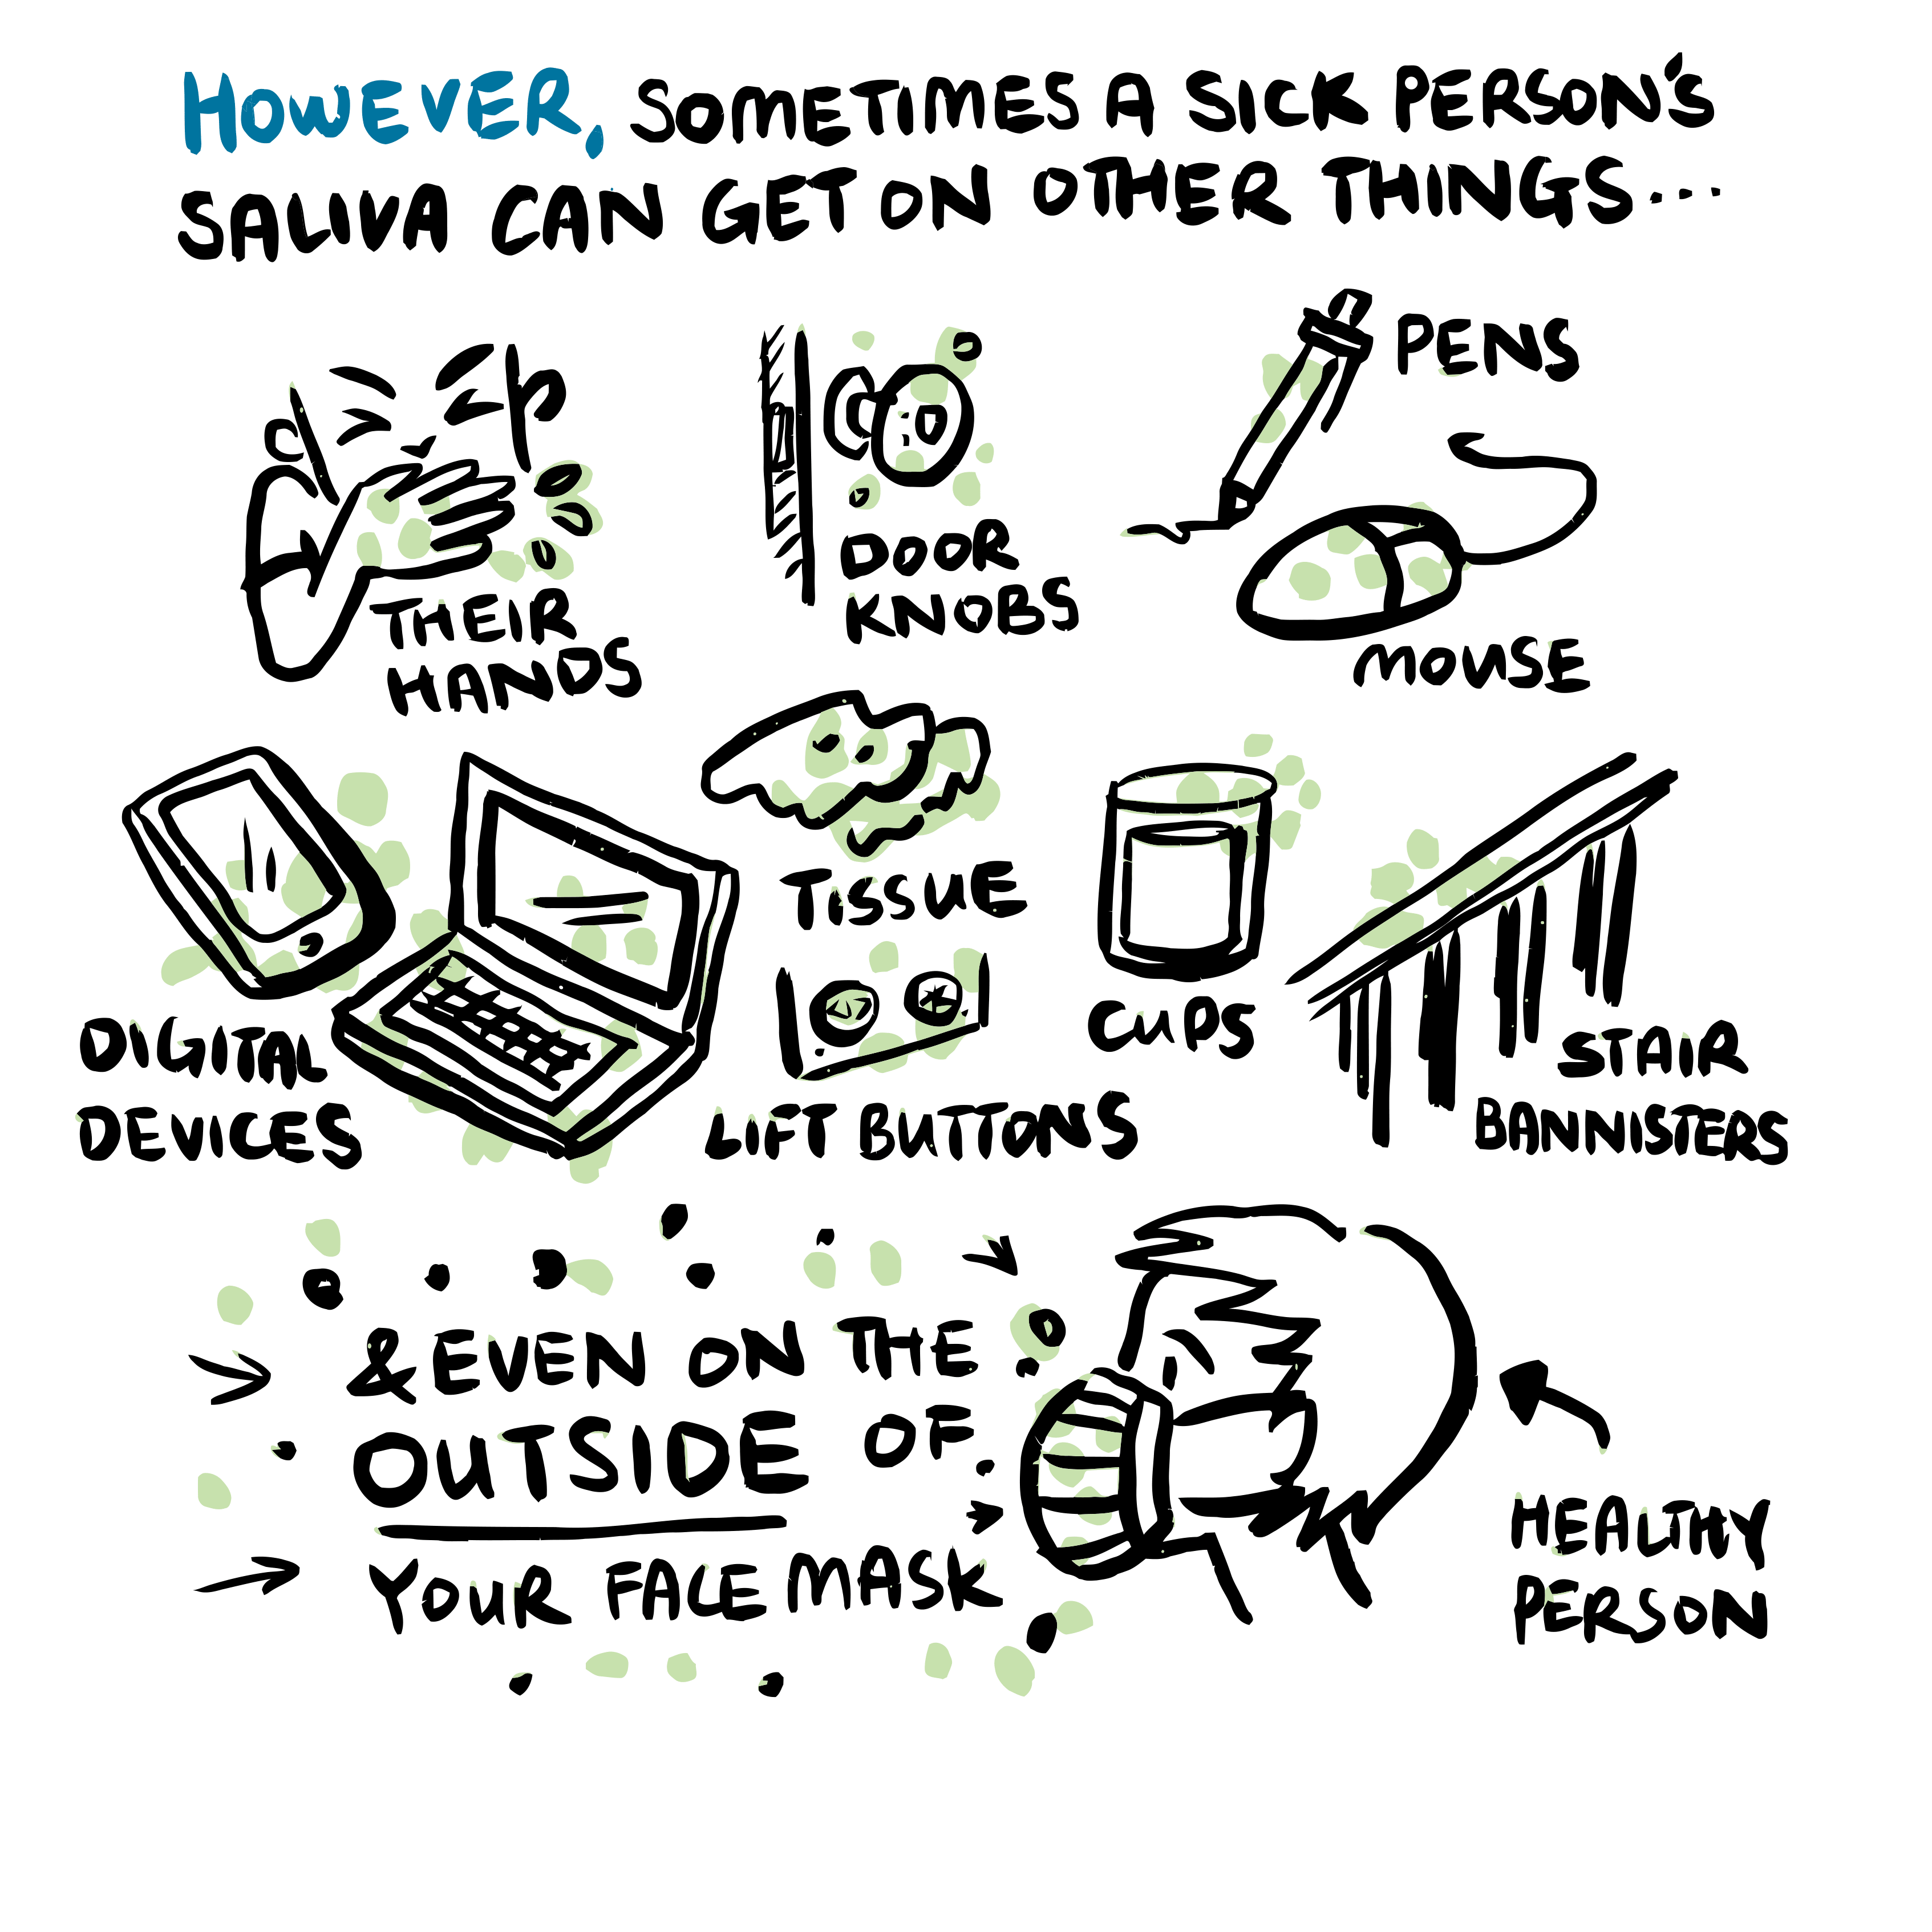 HOWEVER, SOMETIMES A SICK PERSON'S
SALIVA CAN GET ON OTHER THINGS...
THEIR
HANDS
DOOR
KNOBS
PENS
MOUSE
DIGITAL
DEVICES
TISSUE
LIFT BUTTONS
CUPS
STAIR
BANNISTERS
& EVEN ON THE
OUTSIDE OF
YOUR FACE MASK
HEALTHY
PERSON